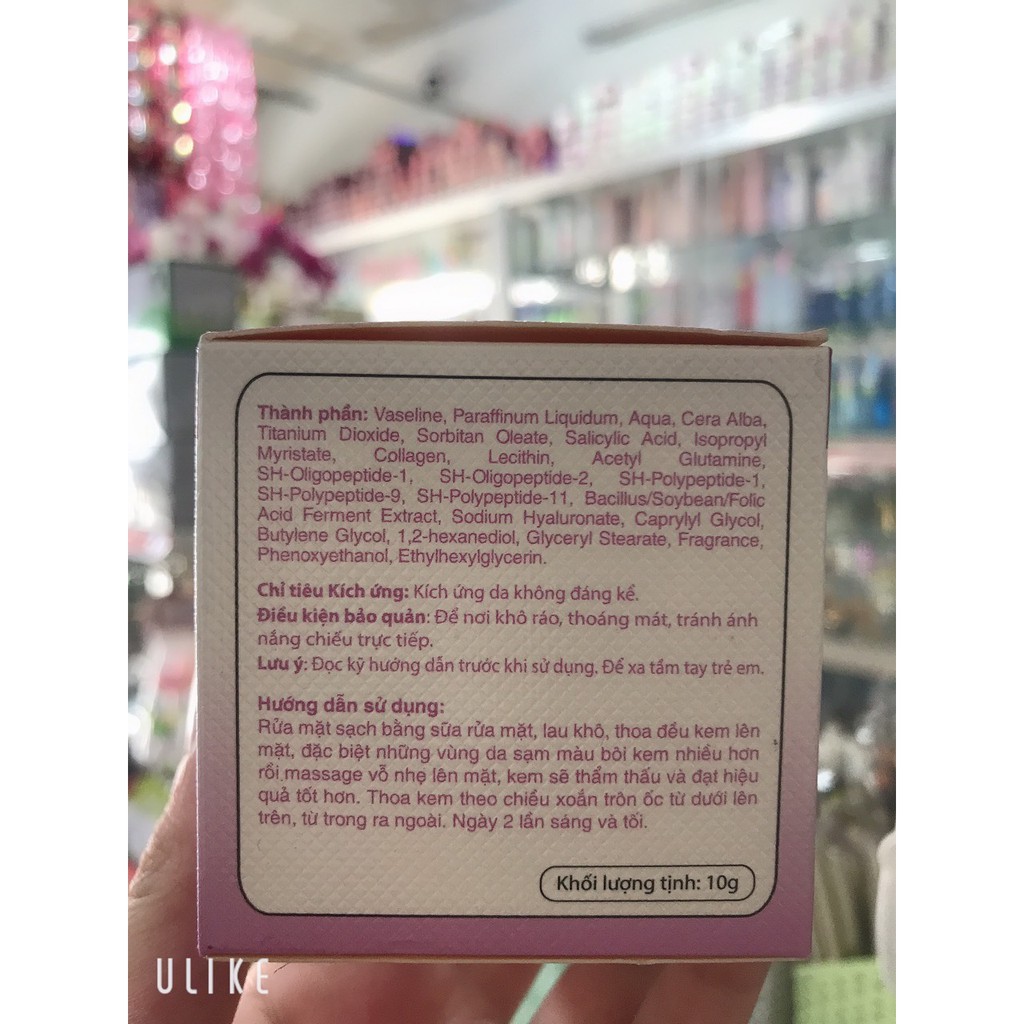 Thành phần: Vaseline, Paraffinum Liquidum, Aqua, Cera Alba,
Titanium Dioxide, Sorbitan Oleate, Salicylic Acid, Isopropyl
Myristate, Collagen, Lecithin, Acetyl Glutamine,
SH-Oligopeptide-1, SH-Oligopeptide-2, SH-Polypeptide-1,
SH-Polypeptide-9, SH-Polypeptide-11, Bacillus/Soybean/Folic
Acid Ferment Extract, Sodium Hyaluronate, Caprylyl Glycol,
Butylene Glycol, 1,2-hexanediol, Glyceryl Stearate, Fragrance,
Phenoxyethanol, Ethylhexylglycerin.
Chỉ tiêu Kích ứng: Kích ứng da không đáng kể.
Điều kiện bảo quản: Để nơi khô ráo, thoáng mát, tránh ánh
nắng chiếu trực tiếp.
Lưu ý: Đọc kỹ hướng dẫn trước khi sử dụng. Để xa tầm tay trẻ em.
Hướng dẫn sử dụng:
Rửa mặt sạch bằng sữa rửa mặt, lau khô, thoa đều kem lên
mặt, đặc biệt những vùng da sạm màu bôi kem nhiều hơn
rồi massage vỗ nhẹ lên mặt, kem sẽ thẩm thấu và đạt hiệu
quả tốt hơn. Thoa kem theo chiều xoắn trôn ốc từ dưới lên
trên, từ trong ra ngoài. Ngày 2 lần sáng và tối.
Khối lượng tịnh: 10g
ULIKE